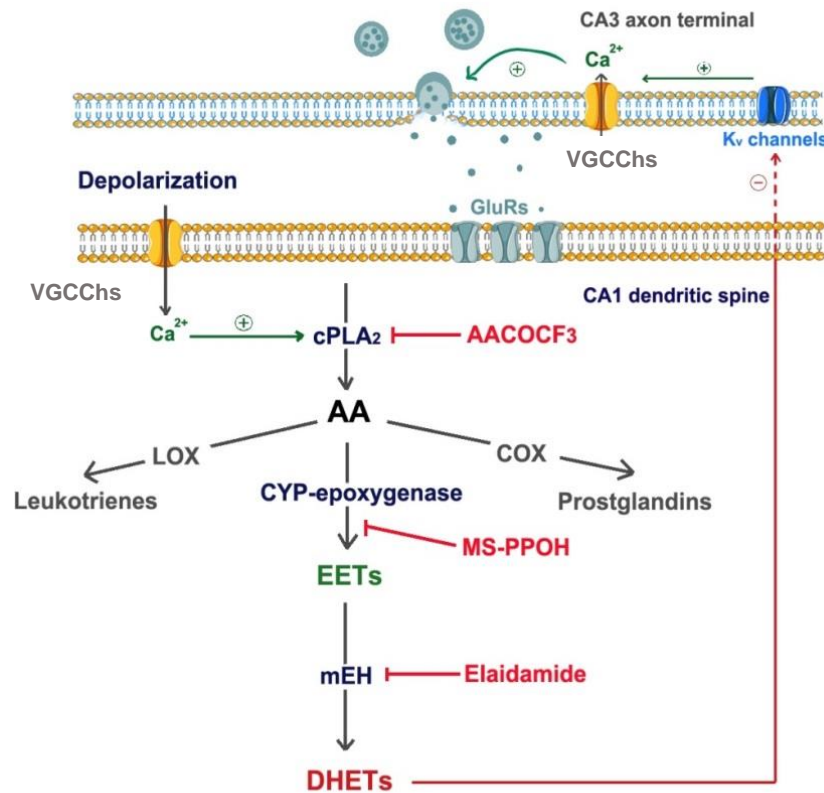 CA3 axon terminal
Ca2+
+
+
Kv channels
VGCChs
−
Depolarization
GluRs
VGCChs
CA1 dendritic spine
Ca2+
+
cPLA2
AACOCF3
AA
LOX
COX
Leukotrienes
CYP-epoxygenase
Prostglandins
MS-PPOH
EETs
mEH
Elaidamide
DHETs